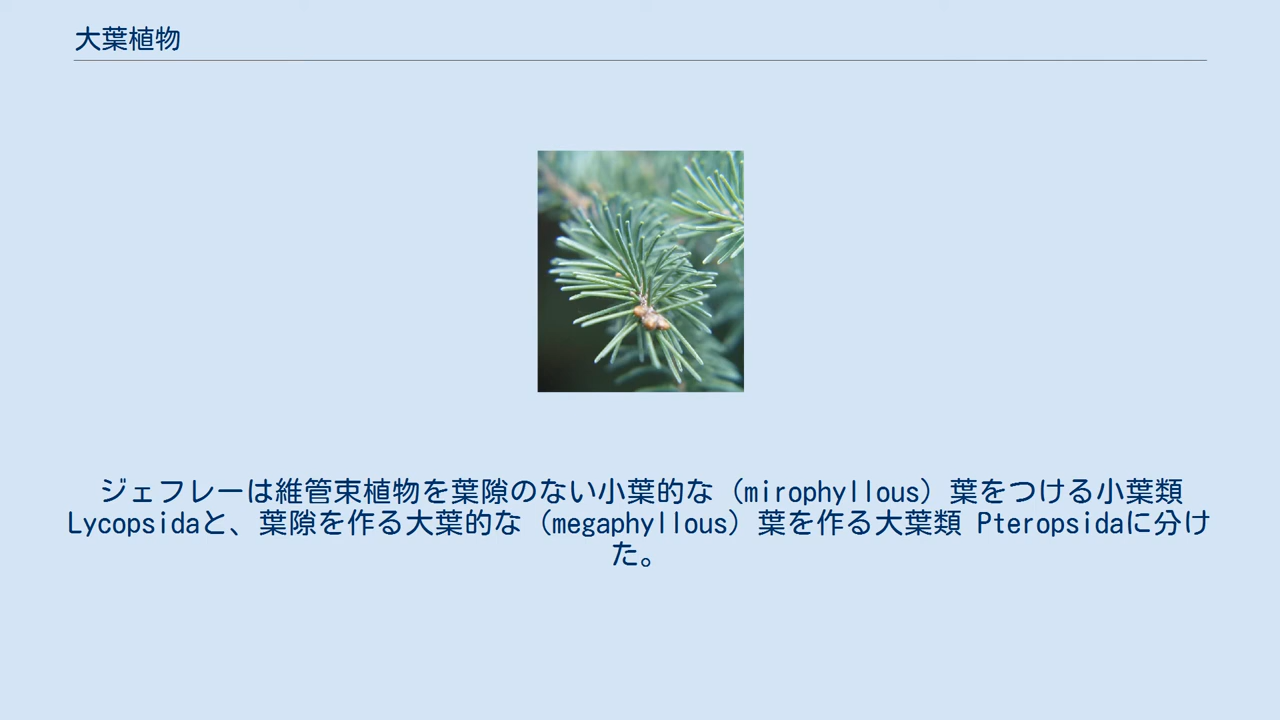 大葉植物
ジェフレーは維管束植物を葉隙のない小葉的な（mirophyllous）葉をつける小葉類
Lycopsidaと、葉隙を作る大葉的な（megaphyllous）葉を作る大葉類 Pteropsidaに分け
た。